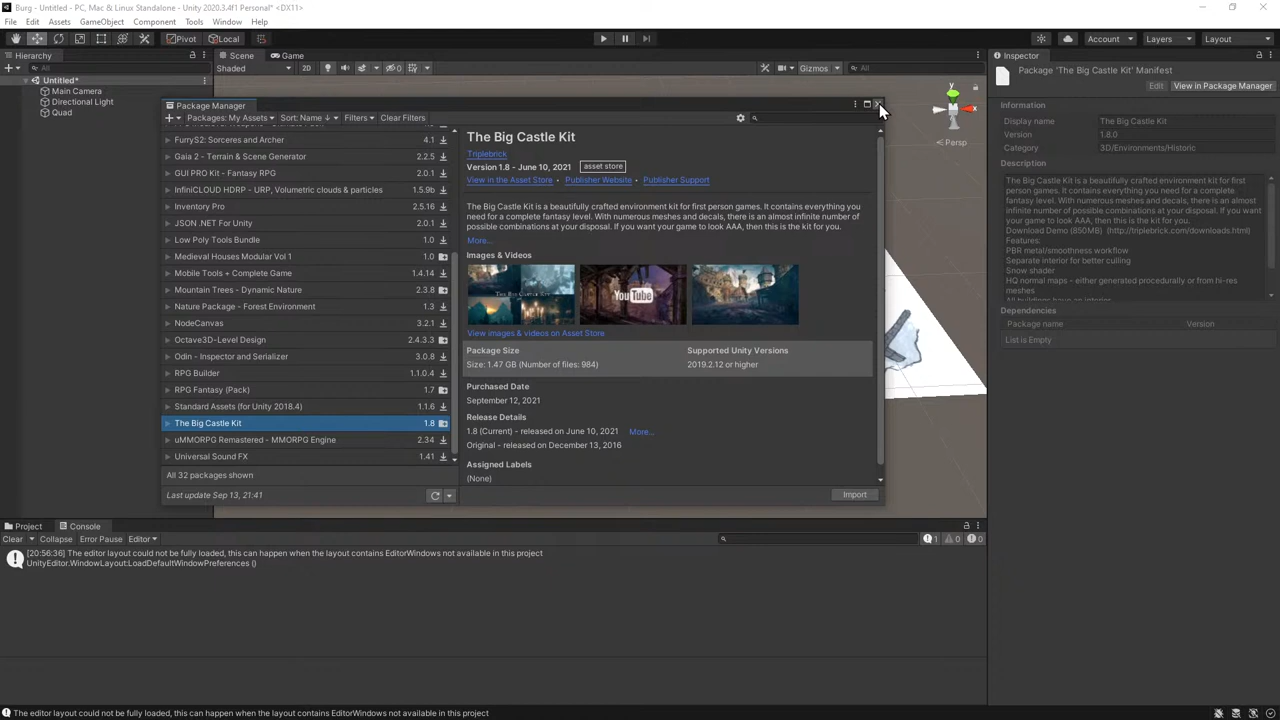 Burg - Untitled - PC, Mac & Linux Standalone - Unity 2020.3.4f1 Personal* <DX11>
File Edit Assets GameObject Component Tools Window Help
Pivot Local Account Layers Layout
Hierarchy
All
Untitled*
Main Camera
Directional Light
Quad
Scene Game
Shaded 2D 0 Gizmos All
y
x
Persp
Package Manager
Packages: My Assets Sort: Name ↓ Filters Clear Filters
FurryS2: Sorceres and Archer 4.1
Gaia 2 - Terrain & Scene Generator 2.2.5
GUI PRO Kit - Fantasy RPG 2.0.1
InfiniCLOUD HDRP - URP, Volumetric clouds & particles 1.5.9b
Inventory Pro 2.5.16
JSON .NET For Unity 2.0.1
Low Poly Tools Bundle 1.0
Medieval Houses Modular Vol 1 1.0
Mobile Tools + Complete Game 1.4.14
Mountain Trees - Dynamic Nature 2.3.8
Nature Package - Forest Environment 1.3
NodeCanvas 3.2.1
Octave3D-Level Design 2.4.3.3
Odin - Inspector and Serializer 3.0.8
RPG Builder 1.1.0.4
RPG Fantasy (Pack) 1.7
Standard Assets (for Unity 2018.4) 1.1.6
The Big Castle Kit 1.8
uMMORPG Remastered - MMORPG Engine 2.34
Universal Sound FX 1.41
All 32 packages shown
Last update Sep 13, 21:41
The Big Castle Kit
Triplebrick
Version 1.8 - June 10, 2021 asset store
View in the Asset Store • Publisher Website • Publisher Support
The Big Castle Kit is a beautifully crafted environment kit for first person games. It contains everything you
need for a complete fantasy level. With numerous meshes and decals, there is an almost infinite number of
possible combinations at your disposal. If you want your game to look AAA, then this is the kit for you.
More...
Images & Videos
YouTube
View images & videos on Asset Store
Package Size Supported Unity Versions
Size: 1.47 GB (Number of files: 984) 2019.2.12 or higher
Purchased Date
September 12, 2021
Release Details
1.8 (Current) - released on June 10, 2021 More...
Original - released on December 13, 2016
Assigned Labels
(None)
Import
Inspector
Package 'The Big Castle Kit' Manifest
Edit View in Package Manager
Information
Display name The Big Castle Kit
Version 1.8.0
Category 3D/Environments/Historic
Description
The Big Castle Kit is a beautifully crafted environment kit for first
person games. It contains everything you need for a complete
fantasy level. With numerous meshes and decals, there is an
almost infinite number of possible combinations at your disposal. If
you want your game to look AAA, then this is the kit for you.
Download Demo (850MB) (http://triplebrick.com/downloads.html)
Features:
PBR metal/smoothness workflow
Separate interior for better culling
Snow shader
HQ normal maps - either generated procedurally or from hi-res
meshes
Dependencies
Package name Version
List is Empty
Project Console
Clear Collapse Error Pause Editor 1 0 0
[20:56:36] The editor layout could not be fully loaded, this can happen when the layout contains EditorWindows not available in this project
UnityEditor.WindowLayout:LoadDefaultWindowPreferences ()
The editor layout could not be fully loaded, this can happen when the layout contains EditorWindows not available in this project